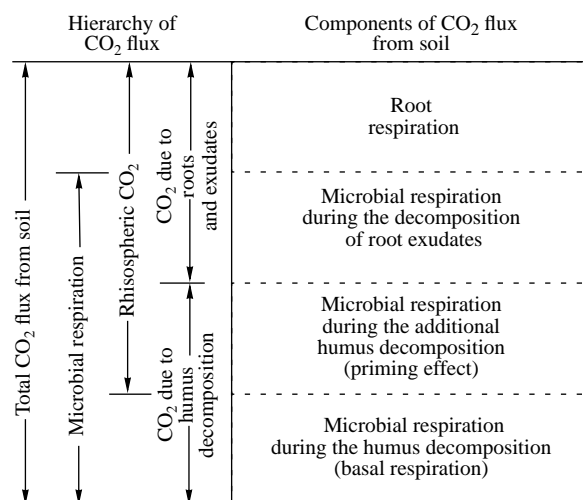 Hierarchy of
CO2 flux
Components of CO2 flux
from soil
Total CO2 flux from soil
Microbial respiration
Rhisospheric CO2
CO2 due to
roots
and exudates
CO2 due to
humus
decomposition
Root
respiration
Microbial respiration
during the decomposition
of root exudates
Microbial respiration
during the additional
humus decomposition
(priming effect)
Microbial respiration
during the humus decomposition
(basal respiration)